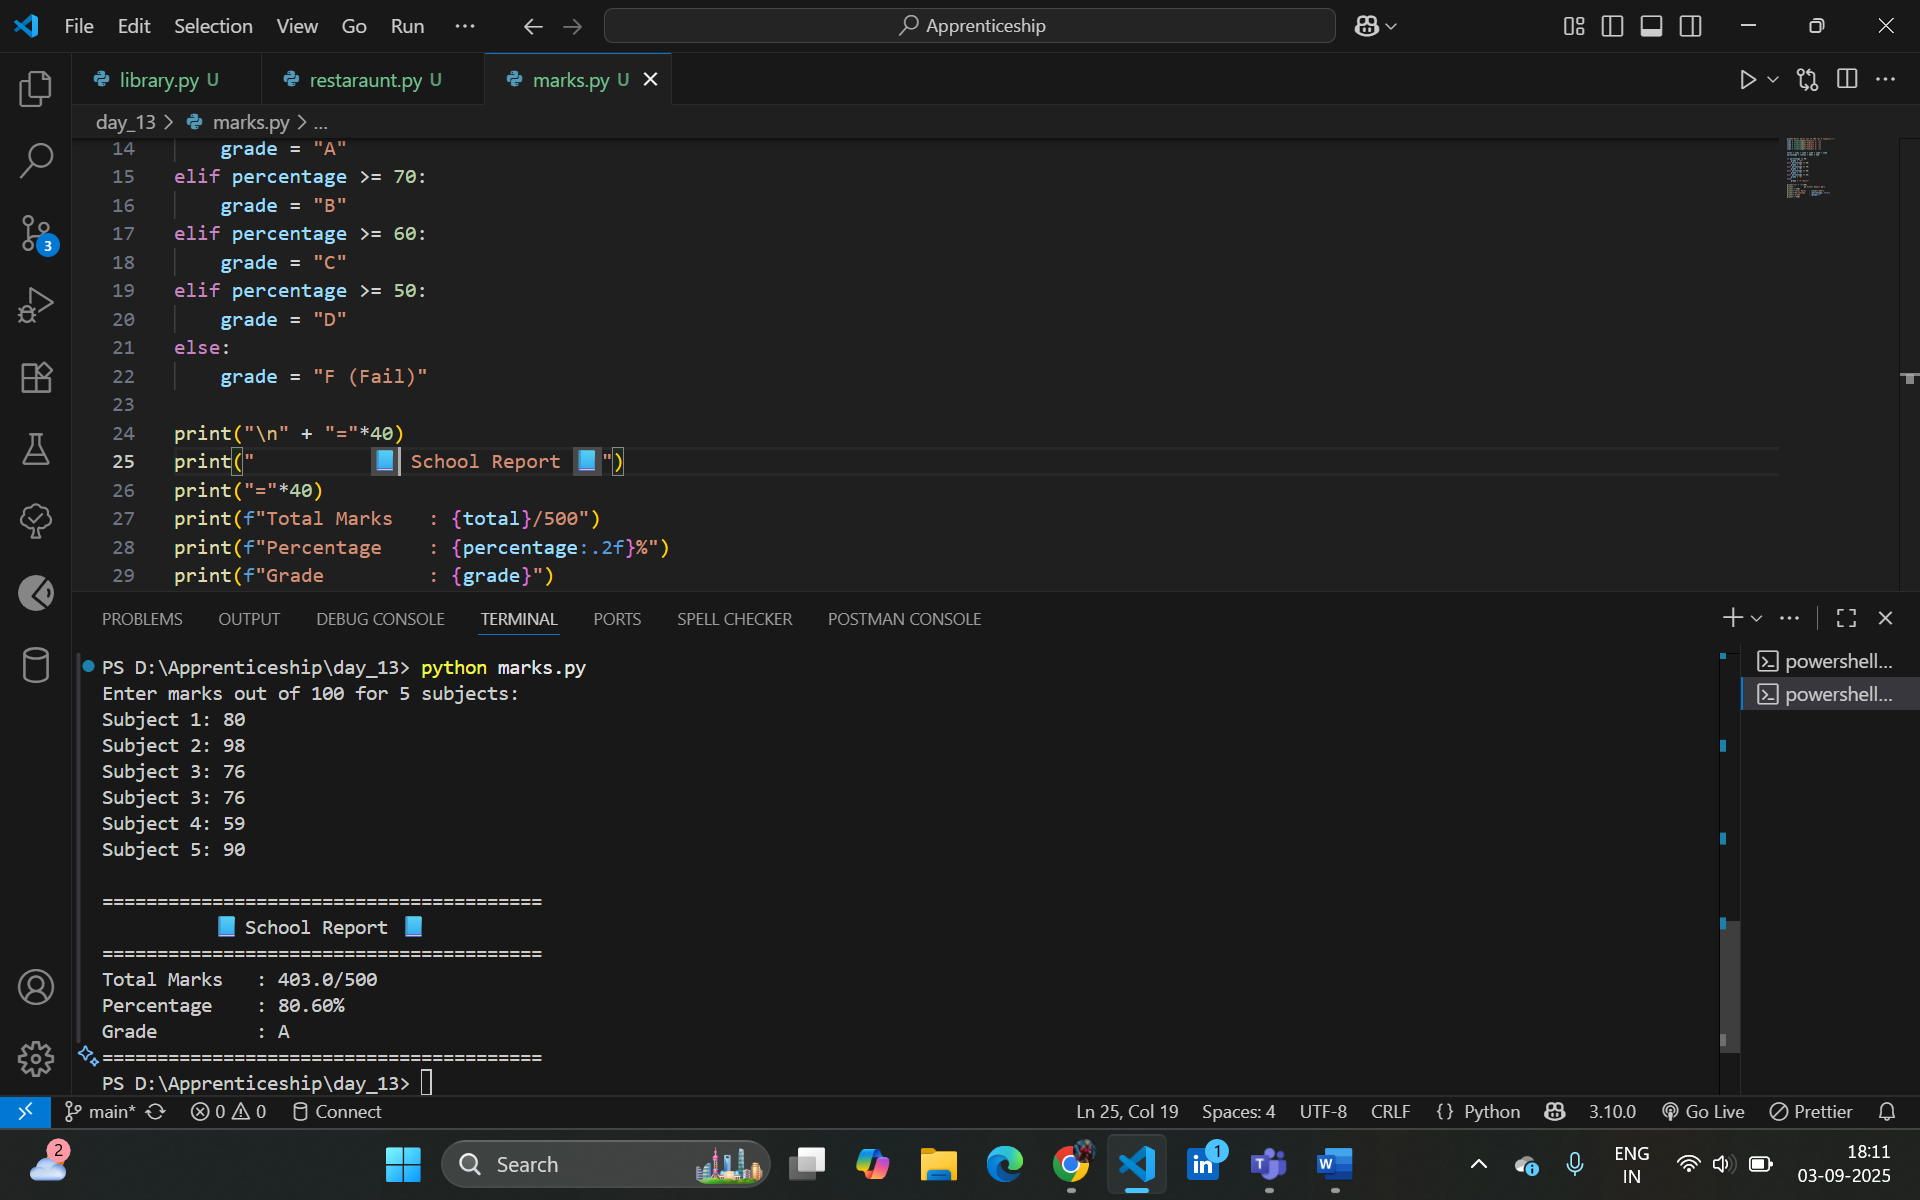 File Edit Selection View Go Run ... Apprenticeship
library.py U restaraunt.py U marks.py U
day_13 > marks.py > ...
14 grade = "A"
15 elif percentage >= 70:
16 grade = "B"
17 elif percentage >= 60:
18 grade = "C"
19 elif percentage >= 50:
20 grade = "D"
21 else:
22 grade = "F (Fail)"
23
24 print("\n" + "="*40)
25 print("          📘 School Report 📘")
26 print("="*40)
27 print(f"Total Marks   : {total}/500")
28 print(f"Percentage    : {percentage:.2f}%")
29 print(f"Grade         : {grade}")
3
PROBLEMS OUTPUT DEBUG CONSOLE TERMINAL PORTS SPELL CHECKER POSTMAN CONSOLE
PS D:\Apprenticeship\day_13> python marks.py
Enter marks out of 100 for 5 subjects:
Subject 1: 80
Subject 2: 98
Subject 3: 76
Subject 3: 76
Subject 4: 59
Subject 5: 90
========================================
📘 School Report 📘
========================================
Total Marks   : 403.0/500
Percentage    : 80.60%
Grade         : A
========================================
PS D:\Apprenticeship\day_13>
powershell...
powershell...
main* 0 0 Connect Ln 25, Col 19 Spaces: 4 UTF-8 CRLF {} Python 3.10.0 Go Live Prettier
2 Search in 1 T W ENG 18:11
IN 03-09-2025